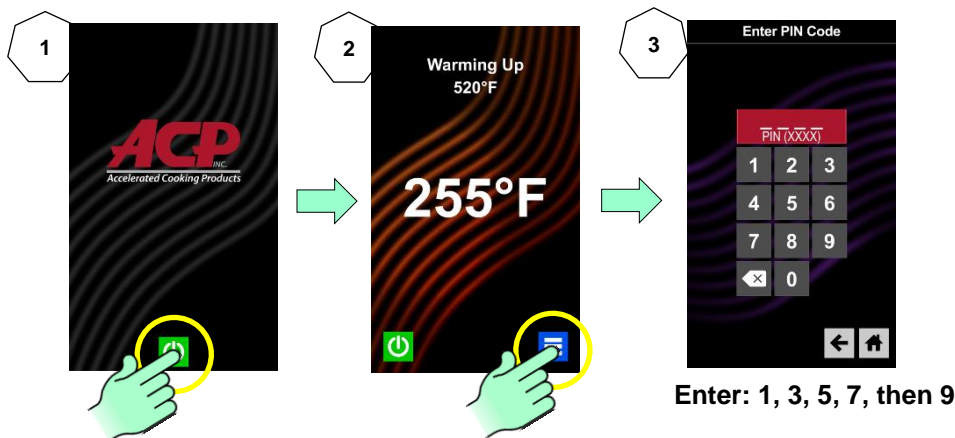 1
ACP
INC.
Accelerated Cooking Products
2
Warming Up
520°F
255°F
3
Enter PIN Code
PIN (XXXX)
1 2 3
4 5 6
7 8 9
0
Enter: 1, 3, 5, 7, then 9